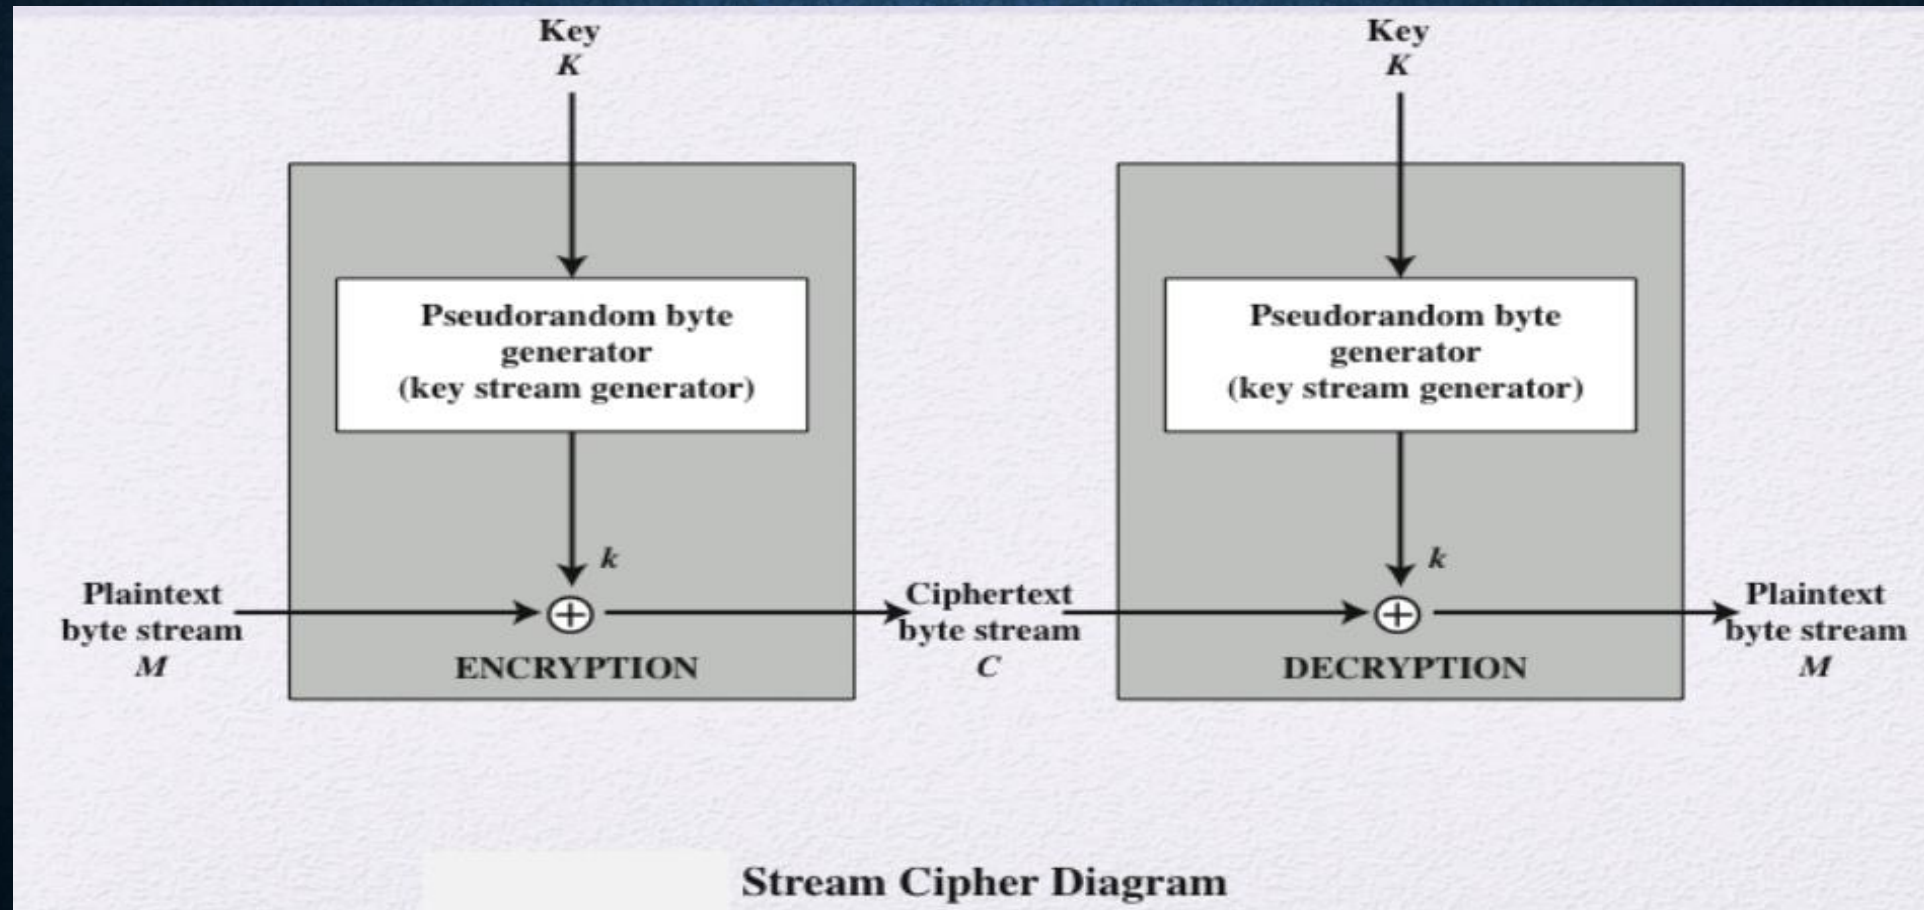 Key
K
Key
K
Pseudorandom byte
generator
(key stream generator)
Pseudorandom byte
generator
(key stream generator)
k
k
Plaintext
byte stream
M
ENCRYPTION
Ciphertext
byte stream
C
DECRYPTION
Plaintext
byte stream
M
Stream Cipher Diagram